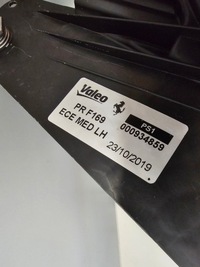 Valeo
PS1
000934859
PR F169
ECE MED LH
23/10/2019